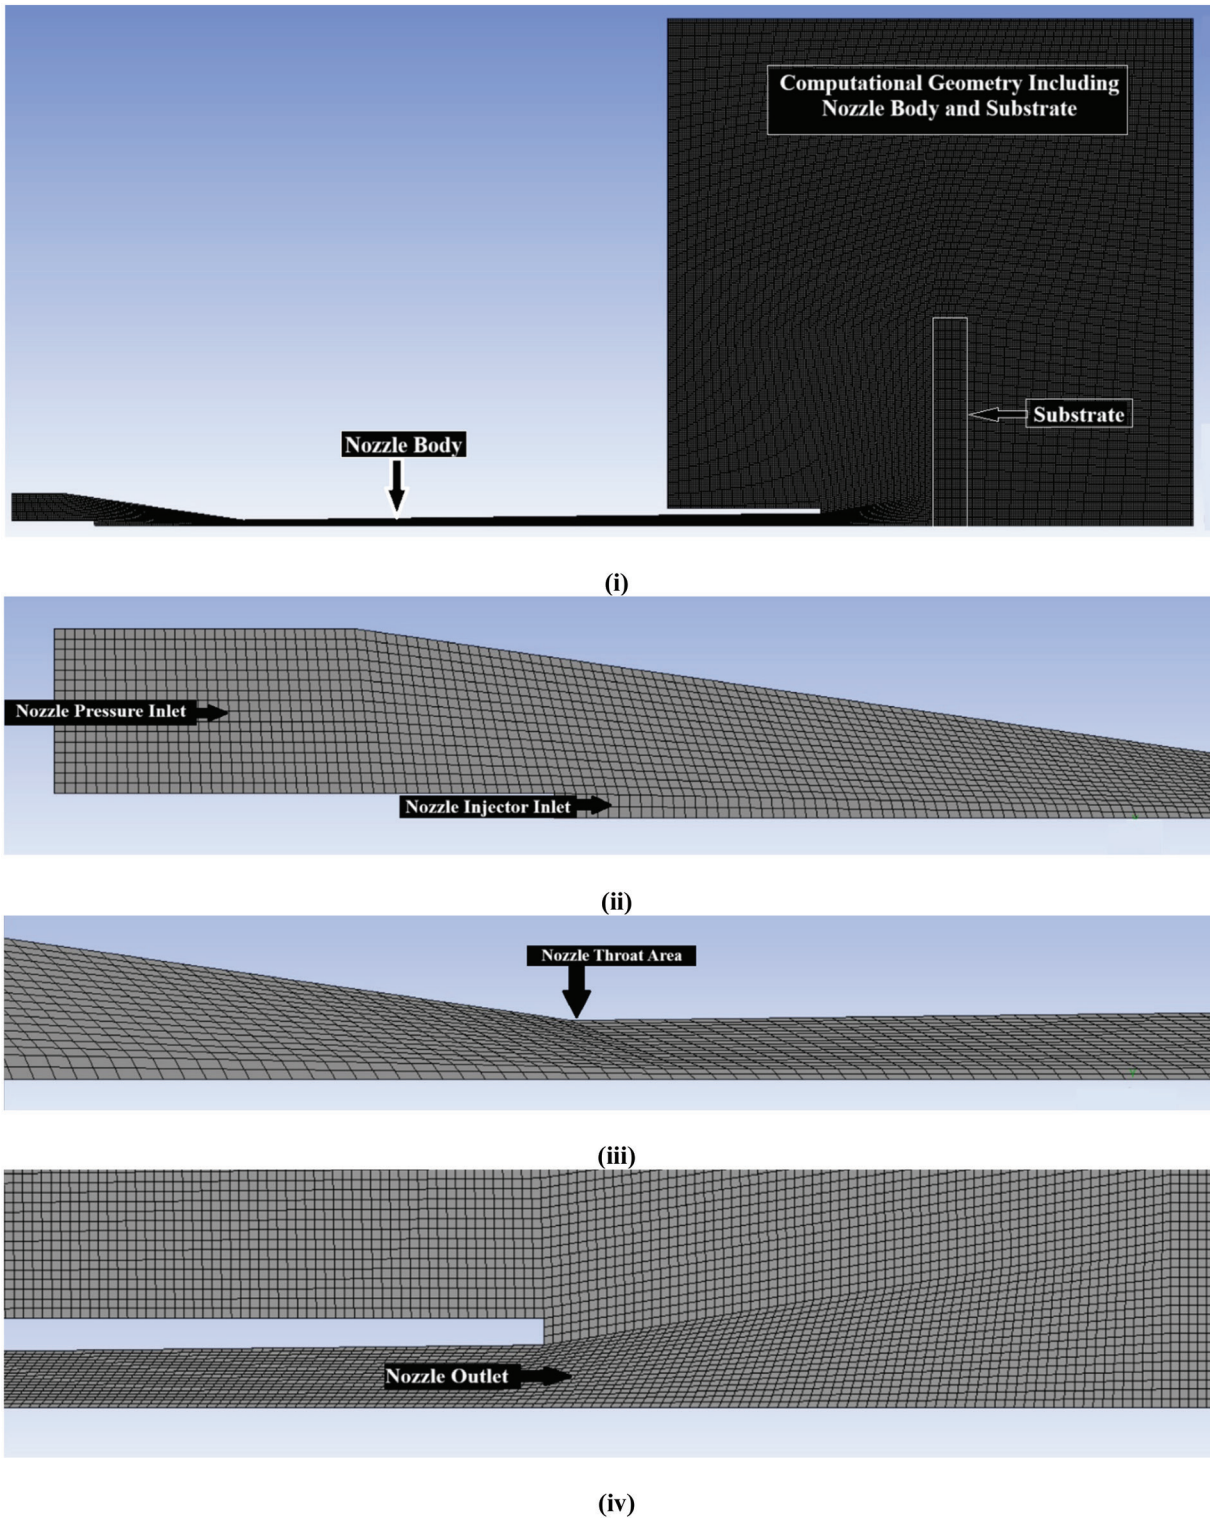 Computational Geometry Including
Nozzle Body and Substrate
Substrate
Nozzle Body
(i)
Nozzle Pressure Inlet
Nozzle Injector Inlet
(ii)
Nozzle Throat Area
(iii)
Nozzle Outlet
(iv)